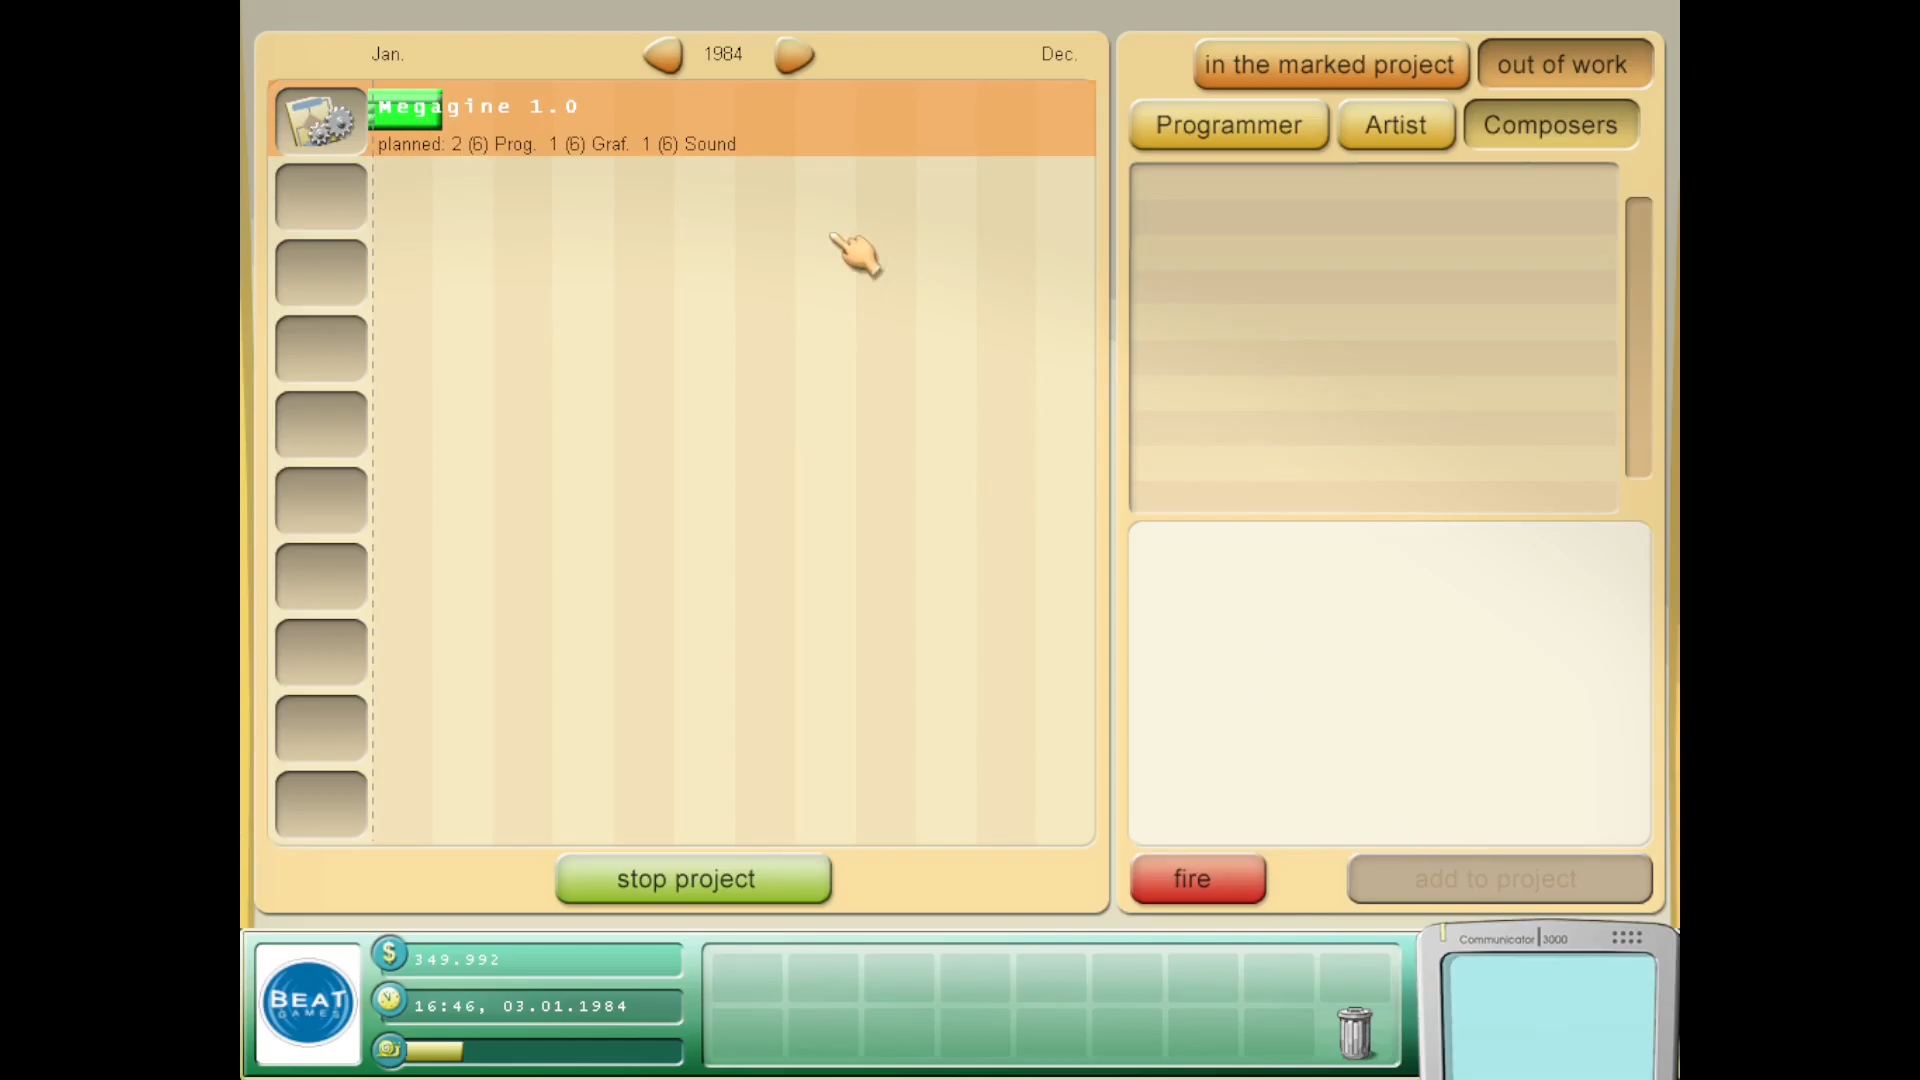 Jan.
1984
Dec.
Megagine 1.0
planned: 2 (6) Prog. 1 (6) Graf. 1 (6) Sound
stop project
in the marked project
out of work
Programmer
Artist
Composers
fire
add to project
BEAT
GAMES
$
349.992
16:46, 03.01.1984
Communicator 3000